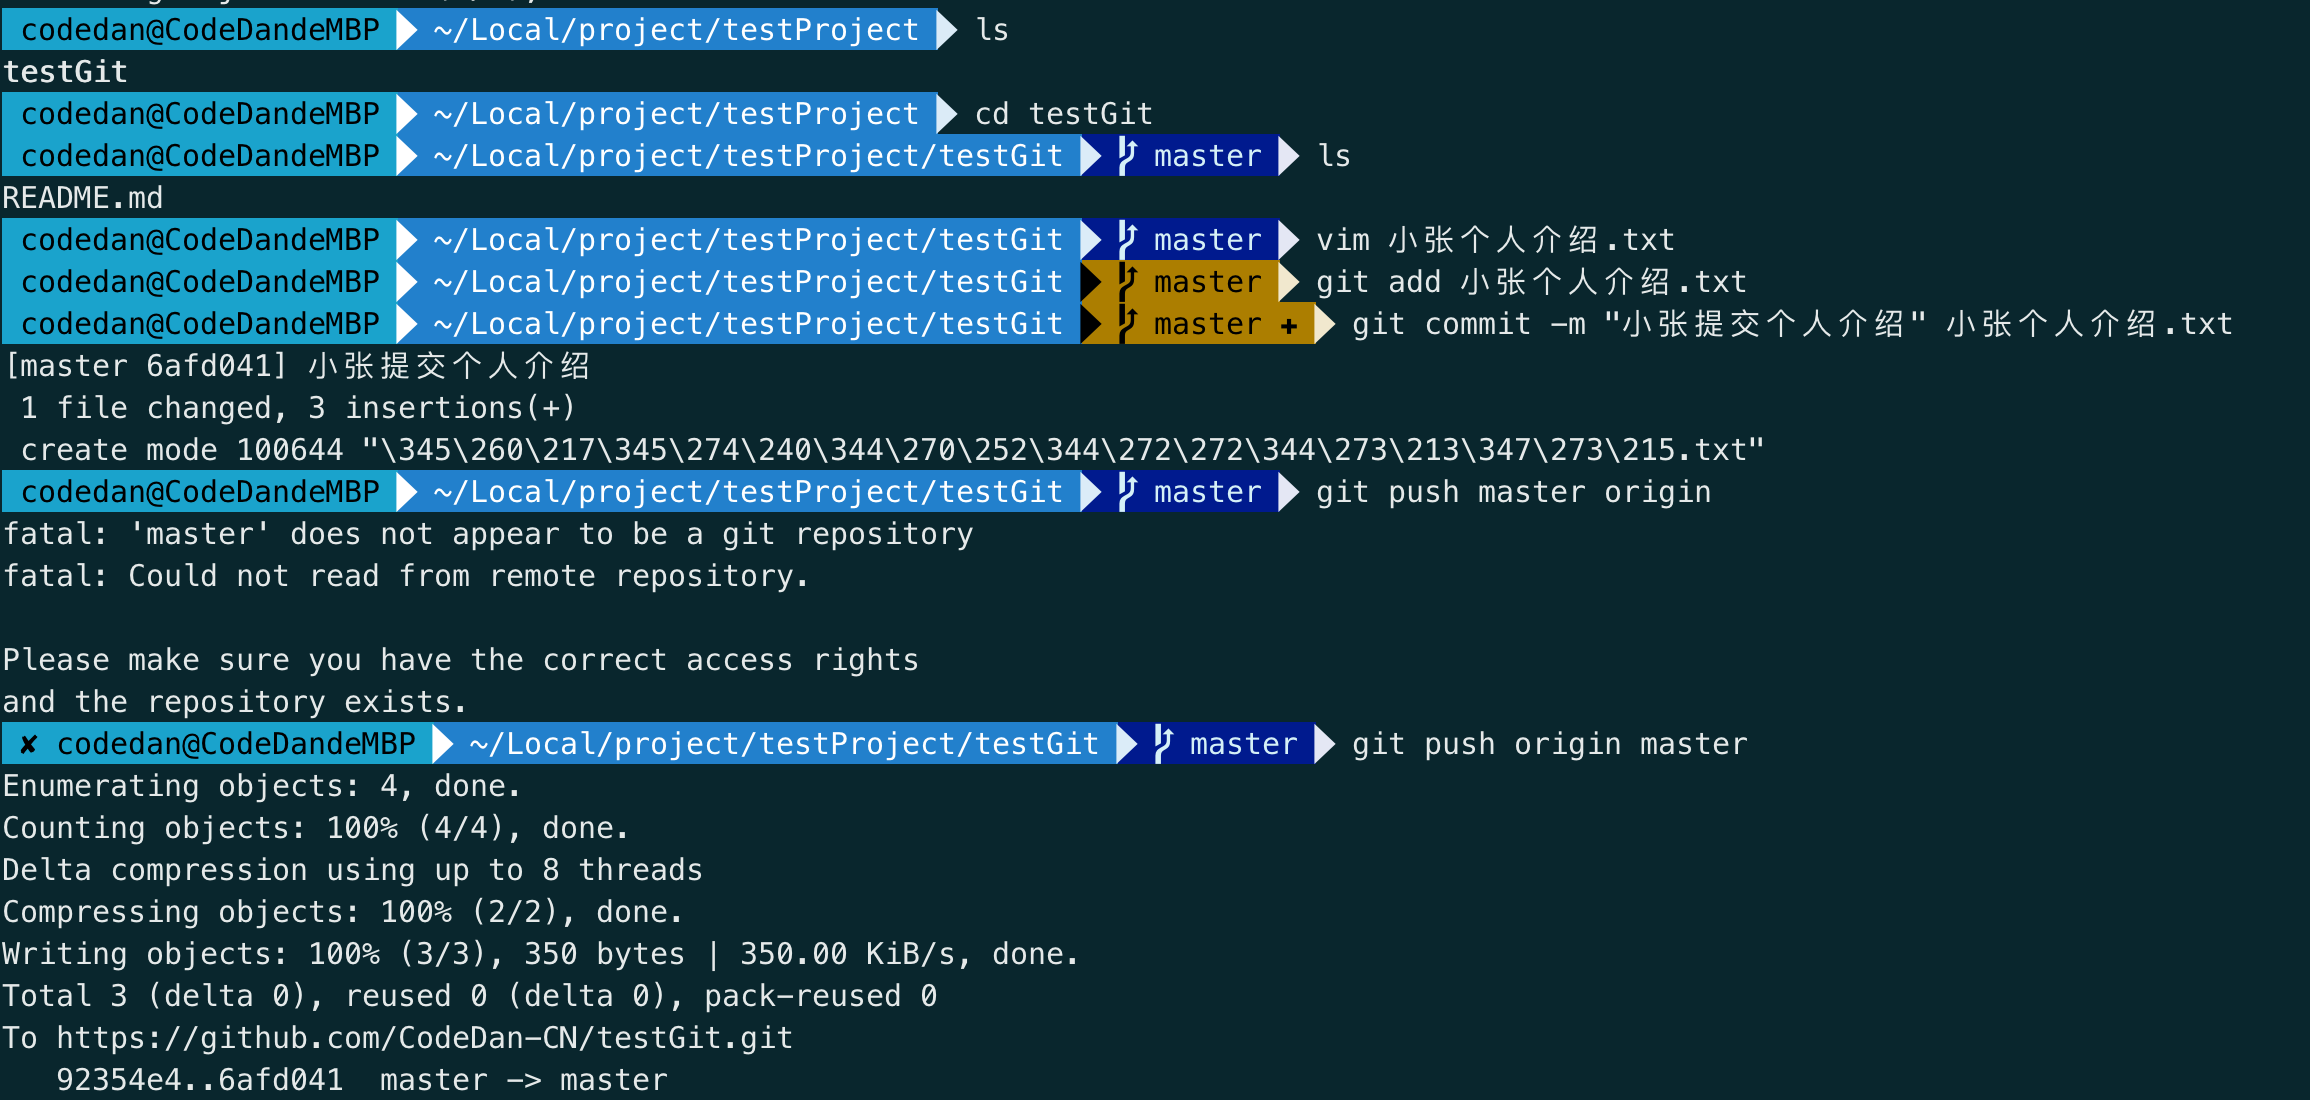 codedan@CodeDandeMBP ~/Local/project/testProject ls
testGit
codedan@CodeDandeMBP ~/Local/project/testProject cd testGit
codedan@CodeDandeMBP ~/Local/project/testProject/testGit master ls
README.md
codedan@CodeDandeMBP ~/Local/project/testProject/testGit master vim 小张个人介绍.txt
codedan@CodeDandeMBP ~/Local/project/testProject/testGit master git add 小张个人介绍.txt
codedan@CodeDandeMBP ~/Local/project/testProject/testGit master ✚ git commit -m "小张提交个人介绍" 小张个人介绍.txt
[master 6afd041] 小张提交个人介绍
 1 file changed, 3 insertions(+)
 create mode 100644 "\345\260\217\345\274\240\344\270\252\344\272\272\344\273\213\347\273\215.txt"
codedan@CodeDandeMBP ~/Local/project/testProject/testGit master git push master origin
fatal: 'master' does not appear to be a git repository
fatal: Could not read from remote repository.
Please make sure you have the correct access rights
and the repository exists.
✘ codedan@CodeDandeMBP ~/Local/project/testProject/testGit master git push origin master
Enumerating objects: 4, done.
Counting objects: 100% (4/4), done.
Delta compression using up to 8 threads
Compressing objects: 100% (2/2), done.
Writing objects: 100% (3/3), 350 bytes | 350.00 KiB/s, done.
Total 3 (delta 0), reused 0 (delta 0), pack-reused 0
To https://github.com/CodeDan-CN/testGit.git
   92354e4..6afd041  master -> master